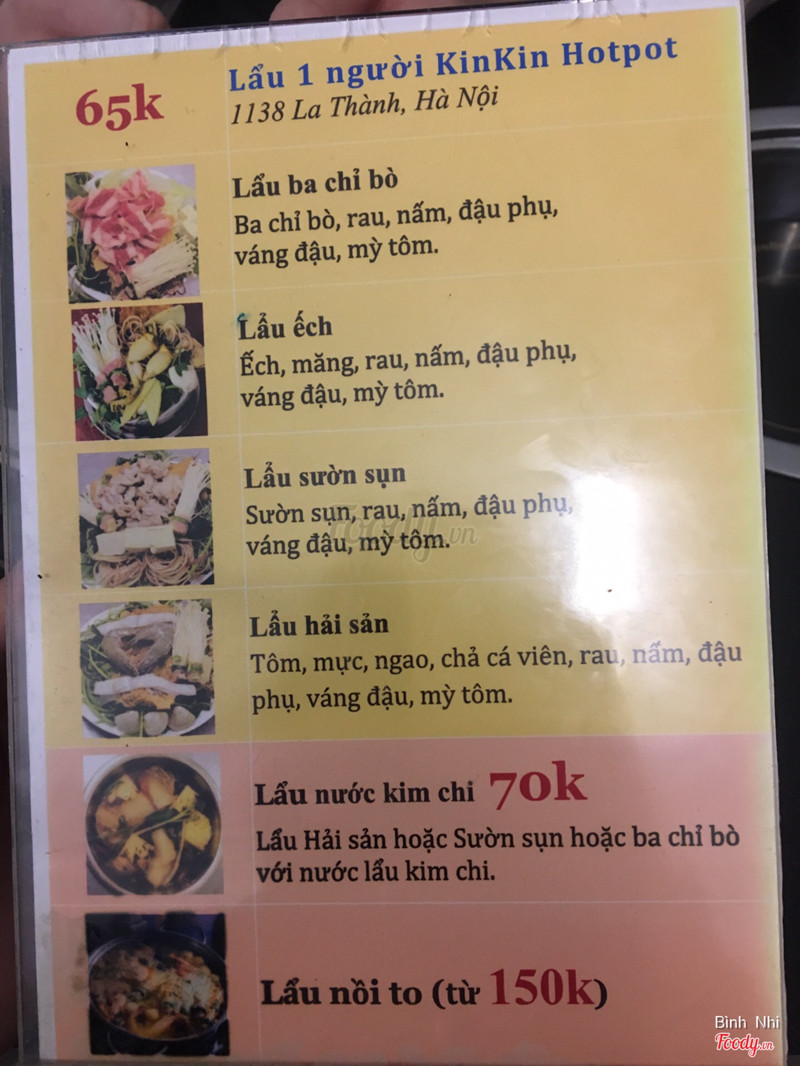 65k
Lẩu 1 người KinKin Hotpot
1138 La Thành, Hà Nội
Lẩu ba chỉ bò
Ba chỉ bò, rau, nấm, đậu phụ,
váng đậu, mỳ tôm.
Lẩu ếch
Ếch, măng, rau, nấm, đậu phụ,
váng đậu, mỳ tôm.
Lẩu sườn sụn
Sườn sụn, rau, nấm, đậu phụ,
váng đậu, mỳ tôm.
Foody.vn
Lẩu hải sản
Tôm, mực, ngao, chả cá viên, rau, nấm, đậu
phụ, váng đậu, mỳ tôm.
Lẩu nước kim chi 70k
Lẩu Hải sản hoặc Sườn sụn hoặc ba chỉ bò
với nước lẩu kim chi.
Lẩu nồi to (từ 150k)
Bình Nhi
Foody.vn